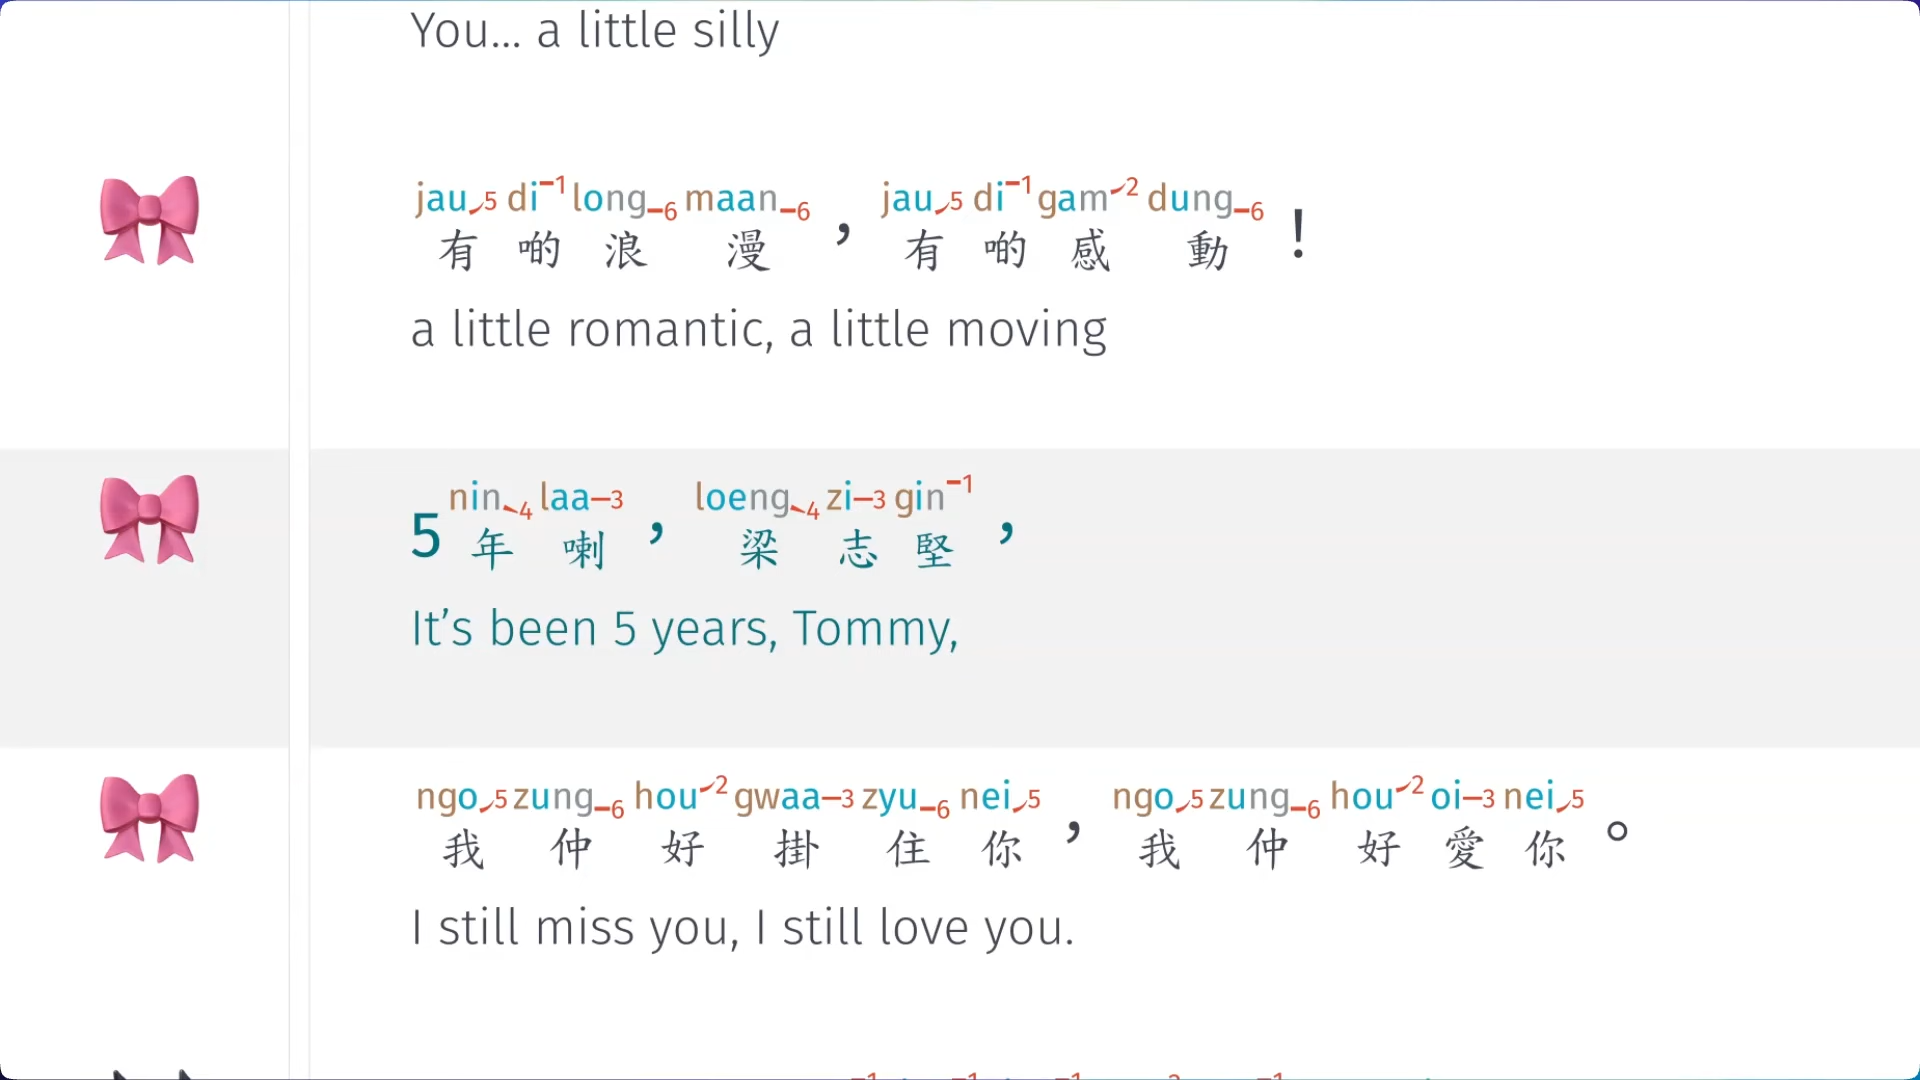 You... a little silly
jau5 di1 long6 maan6 , jau5 di1 gam2 dung6 !
有啲浪漫，有啲感動！
a little romantic, a little moving
nin4 laa3 , loeng4 zi3 gin1 ,
5年喇，梁志堅，
It’s been 5 years, Tommy,
ngo5 zung6 hou2 gwaa3 zyu6 nei5 , ngo5 zung6 hou2 oi3 nei5 。
我仲好掛住你，我仲好愛你。
I still miss you, I still love you.